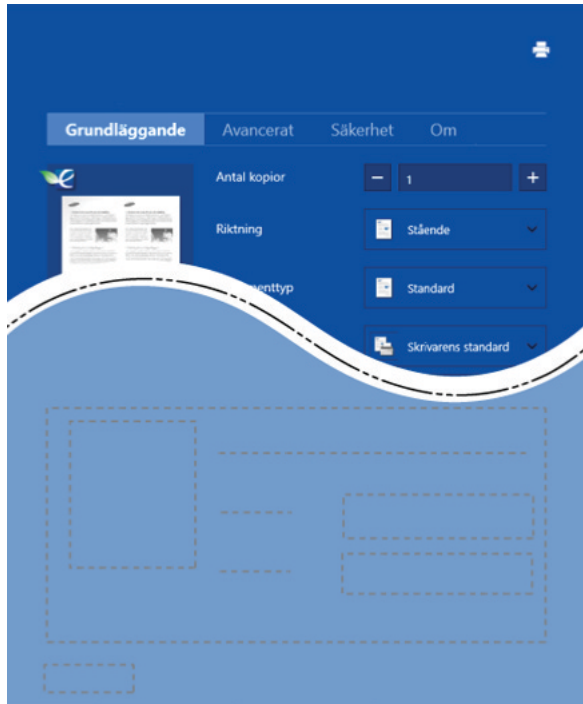 Grundläggande Avancerat Säkerhet Om
Antal kopior 1
Riktning Stående
Standard
Skrivarens standard